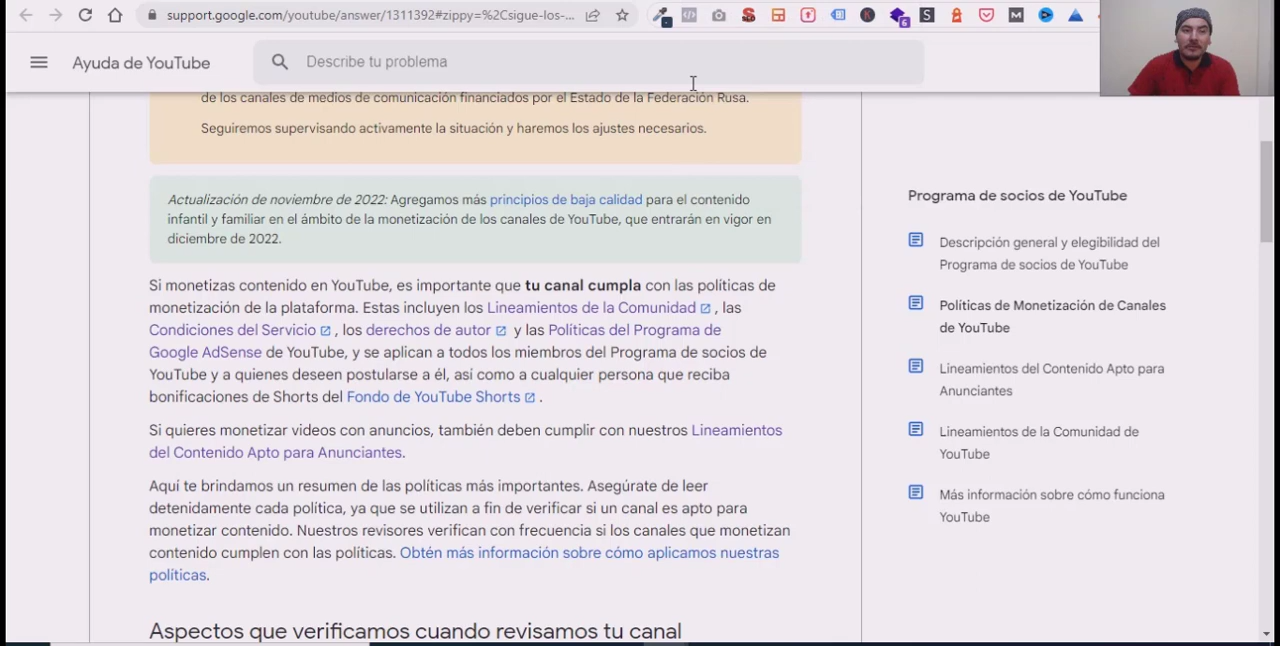 support.google.com/youtube/answer/1311392#zippy=%2Csigue-los-...
Ayuda de YouTube
Describe tu problema
de los canales de medios de comunicación financiados por el Estado de la Federación Rusa.
Seguiremos supervisando activamente la situación y haremos los ajustes necesarios.
Actualización de noviembre de 2022: Agregamos más principios de baja calidad para el contenido
infantil y familiar en el ámbito de la monetización de los canales de YouTube, que entrarán en vigor en
diciembre de 2022.
Si monetizas contenido en YouTube, es importante que tu canal cumpla con las políticas de
monetización de la plataforma. Estas incluyen los Lineamientos de la Comunidad , las
Condiciones del Servicio , los derechos de autor y las Políticas del Programa de
Google AdSense de YouTube, y se aplican a todos los miembros del Programa de socios de
YouTube y a quienes deseen postularse a él, así como a cualquier persona que reciba
bonificaciones de Shorts del Fondo de YouTube Shorts .
Si quieres monetizar videos con anuncios, también deben cumplir con nuestros Lineamientos
del Contenido Apto para Anunciantes.
Aquí te brindamos un resumen de las políticas más importantes. Asegúrate de leer
detenidamente cada política, ya que se utilizan a fin de verificar si un canal es apto para
monetizar contenido. Nuestros revisores verifican con frecuencia si los canales que monetizan
contenido cumplen con las políticas. Obtén más información sobre cómo aplicamos nuestras
políticas.
Aspectos que verificamos cuando revisamos tu canal
Programa de socios de YouTube
Descripción general y elegibilidad del
Programa de socios de YouTube
Políticas de Monetización de Canales
de YouTube
Lineamientos del Contenido Apto para
Anunciantes
Lineamientos de la Comunidad de
YouTube
Más información sobre cómo funciona
YouTube